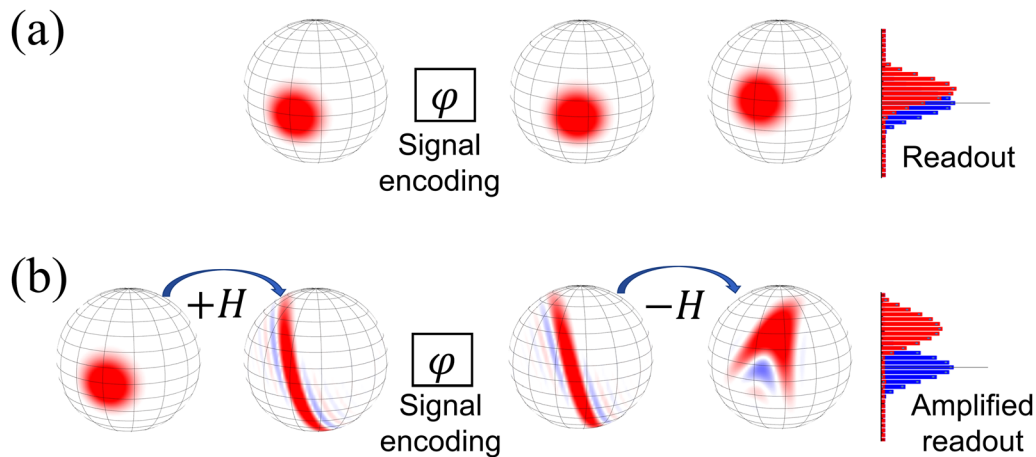 (a)
φ
Signal
encoding
Readout
(b)
+H
φ
Signal
encoding
−H
Amplified
readout